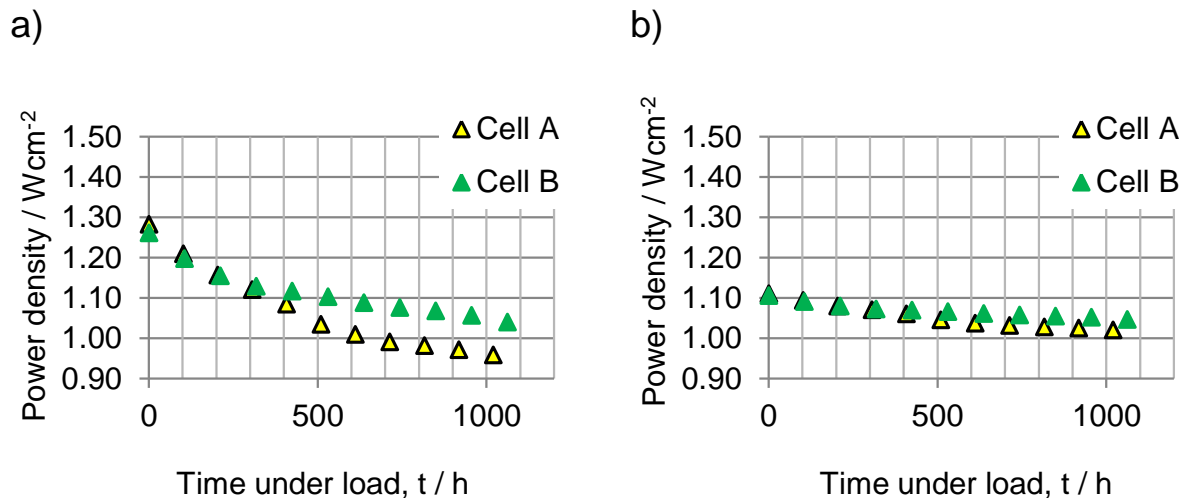 a)
Power density / Wcm-2
1.50
1.40
1.30
1.20
1.10
1.00
0.90
0
500
1000
Time under load, t / h
Cell A
Cell B
b)
Power density / Wcm-2
1.50
1.40
1.30
1.20
1.10
1.00
0.90
0
500
1000
Time under load, t / h
Cell A
Cell B